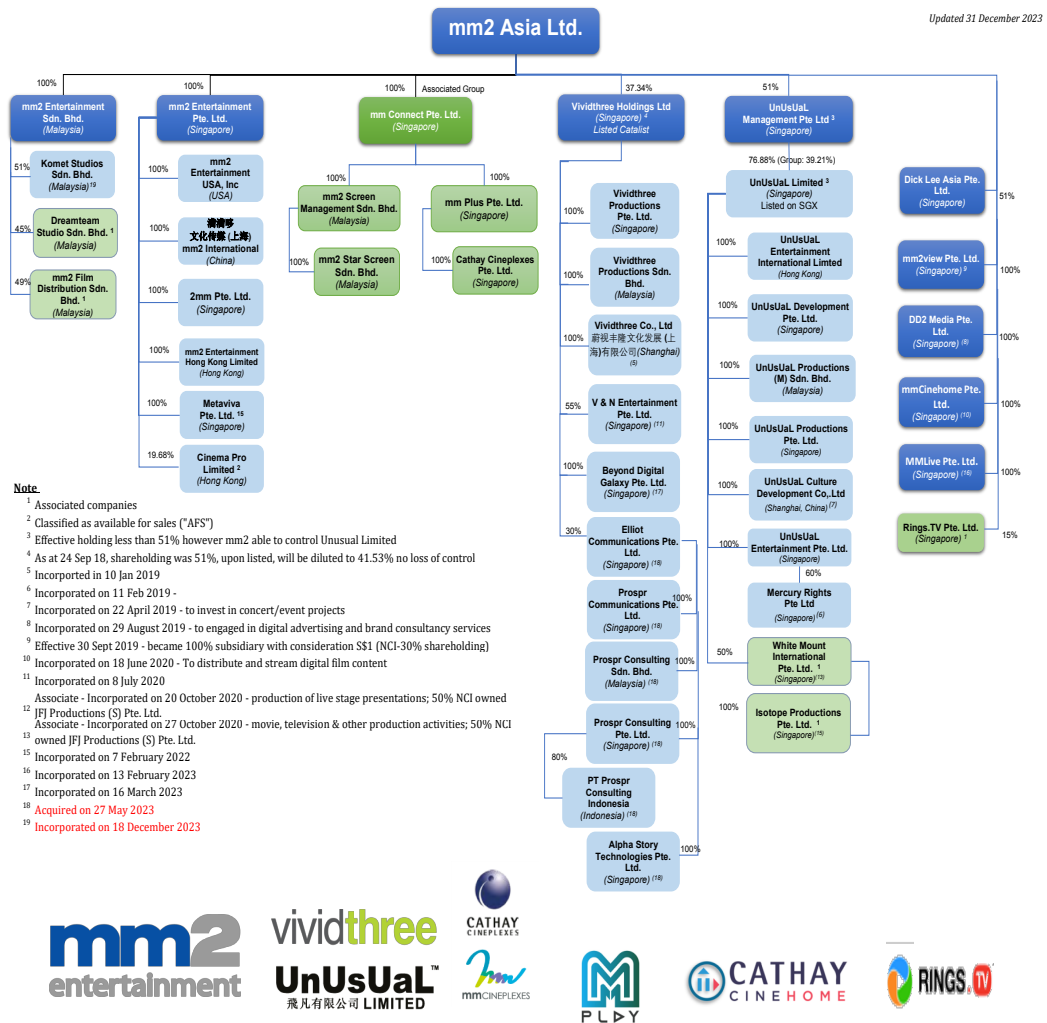 mm2 Asia Ltd.
Updated 31 December 2023
100%
mm2 Entertainment
Sdn. Bhd.
(Malaysia)
51%
Komet Studios
Sdn. Bhd.
(Malaysia) 19
45%
Dreamteam
Studio Sdn. Bhd. 1
(Malaysia)
49%
mm2 Film
Distribution Sdn.
Bhd. 1
(Malaysia)
100%
mm2 Entertainment
Pte. Ltd.
(Singapore)
100%
mm2
Entertainment
USA, Inc
(USA)
100%
文化传媒 (上海)
mm2 International
(China)
100%
2mm Pte. Ltd.
(Singapore)
100%
mm2 Entertainment
Hong Kong Limited
(Hong Kong)
100%
Metaviva
Pte. Ltd. 15
(Singapore)
19.68%
Cinema Pro
Limited 2
(Hong Kong)
100%
Associated Group
mm Connect Pte. Ltd.
(Singapore)
100%
mm2 Screen
Management Sdn. Bhd.
(Malaysia)
100%
mm2 Star Screen
Sdn. Bhd.
(Malaysia)
100%
mm Plus Pte. Ltd.
(Singapore)
100%
Cathay Cineplexes
Pte. Ltd.
(Singapore)
37.34%
Vividthree Holdings Ltd
(Singapore) 4
Listed Catalist
100%
Vividthree
Productions
Pte. Ltd.
(Singapore)
100%
Vividthree
Productions Sdn.
Bhd.
(Malaysia)
100%
Vividthree Co., Ltd
蔚视丰隆文化发展 (上
海)有限公司(Shanghai)
(5)
55%
V & N Entertainment
Pte. Ltd.
(Singapore) (11)
100%
Beyond Digital
Galaxy Pte. Ltd.
(Singapore) (17)
30%
Elliot
Communications Pte.
Ltd.
(Singapore) (18)
100%
Prospr
Communications Pte.
Ltd.
(Singapore) (18)
Prospr Consulting
Sdn. Bhd.
(Malaysia) (18)
100%
Prospr Consulting
Pte. Ltd.
(Singapore) (18)
100%
80%
PT Prospr
Consulting
Indonesia
(Indonesia) (18)
Alpha Story
Technologies Pte.
Ltd.
(Singapore) (18)
100%
51%
UnUsUaL
Management Pte Ltd 3
(Singapore)
76.88% (Group: 39.21%)
UnUsUaL Limited 3
(Singapore)
Listed on SGX
100%
UnUsUaL
Entertainment
International Limted
(Hong Kong)
100%
UnUsUaL Development
Pte. Ltd.
(Singapore)
100%
UnUsUaL Productions
(M) Sdn. Bhd.
(Malaysia)
100%
UnUsUaL Productions
Pte. Ltd.
(Singapore)
100%
UnUsUaL Culture
Development Co,.Ltd
(Shanghai, China) (7)
100%
UnUsUaL
Entertainment Pte. Ltd.
(Singapore)
60%
Mercury Rights
Pte Ltd
(Singapore) (6)
50%
White Mount
International
Pte. Ltd. 1
(Singapore)(13)
100%
Isotope Productions
Pte. Ltd. 1
(Singapore)(15)
Dick Lee Asia Pte.
Ltd.
(Singapore)
51%
mm2view Pte. Ltd.
(Singapore) 9
100%
DD2 Media Pte.
Ltd.
(Singapore) (8)
100%
mmCinehome Pte.
Ltd.
(Singapore) (10)
100%
MMLive Pte. Ltd.
(Singapore) (16)
100%
Rings.TV Pte. Ltd.
(Singapore) 1
15%
Note
1 Associated companies
2 Classified as available for sales ("AFS")
3 Effective holding less than 51% however mm2 able to control Unusual Limited
4 As at 24 Sep 18, shareholding was 51%, upon listed, will be diluted to 41.53% no loss of control
5 Incorported in 10 Jan 2019
6 Incorported on 11 Feb 2019 -
7 Incorported on 22 April 2019 - to invest in concert/event projects
8 Incorported on 29 August 2019 - to engaged in digital advertising and brand consultancy services
9 Effective 30 Sept 2019 - became 100% subsidiary with consideration S$1 (NCI-30% shareholding)
10 Incorported on 18 June 2020 - To distribute and stream digital film content
11 Incorported on 8 July 2020
Associate - Incorporated on 20 October 2020 - production of live stage presentations; 50% NCI owned
12 JFJ Productions (S) Pte. Ltd.
Associate - Incorporated on 27 October 2020 - movie, television & other production activities; 50% NCI
13 owned JFJ Productions (S) Pte. Ltd.
15 Incorporated on 7 February 2022
16 Incorporated on 13 February 2023
17 Incorporated on 16 March 2023
18 Acquired on 27 May 2023
19 Incorporated on 18 December 2023
mm2
entertainment
vividthree
UnUsUaL™
飛凡有限公司 LIMITED
CATHAY
CINEPLEXES
mm
mmCINEPLEXES
M
PLAY
CATHAY
CINEHOME
RINGS.TV